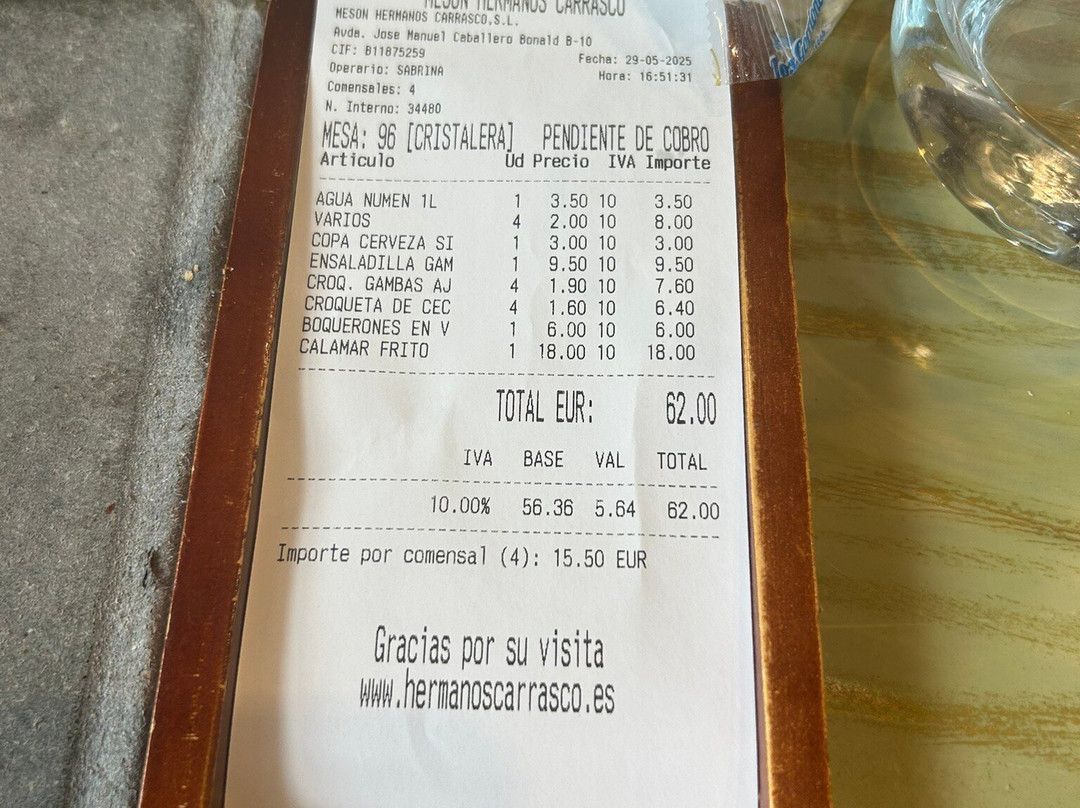 MESON HERMANOS CARRASCO
MESON HERMANOS CARRASCO,S.L.
Avda. Jose Manuel Caballero Bonald B-10
CIF: B11875259
Fecha: 29-05-2025
Operario: SABRINA
Hora: 16:51:31
Comensales: 4
N. Interno: 34480
MESA: 96 [CRISTALERA] PENDIENTE DE COBRO
Articulo Ud Precio IVA Importe
AGUA NUMEN 1L 1 3.50 10 3.50
VARIOS 4 2.00 10 8.00
COPA CERVEZA SI 1 3.00 10 3.00
ENSALADILLA GAM 1 9.50 10 9.50
CROQ. GAMBAS AJ 4 1.90 10 7.60
CROQUETA DE CEC 4 1.60 10 6.40
BOQUERONES EN V 1 6.00 10 6.00
CALAMAR FRITO 1 18.00 10 18.00
TOTAL EUR: 62.00
IVA BASE VAL TOTAL
10.00% 56.36 5.64 62.00
Importe por comensal (4): 15.50 EUR
Gracias por su visita
www.hermanoscarrasco.es